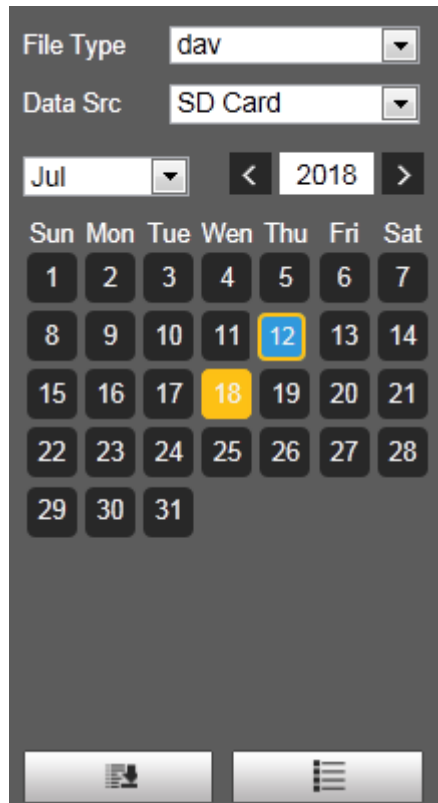 File Type dav
Data Src SD Card
Jul < 2018 >
Sun Mon Tue Wen Thu Fri Sat
1 2 3 4 5 6 7
8 9 10 11 12 13 14
15 16 17 18 19 20 21
22 23 24 25 26 27 28
29 30 31